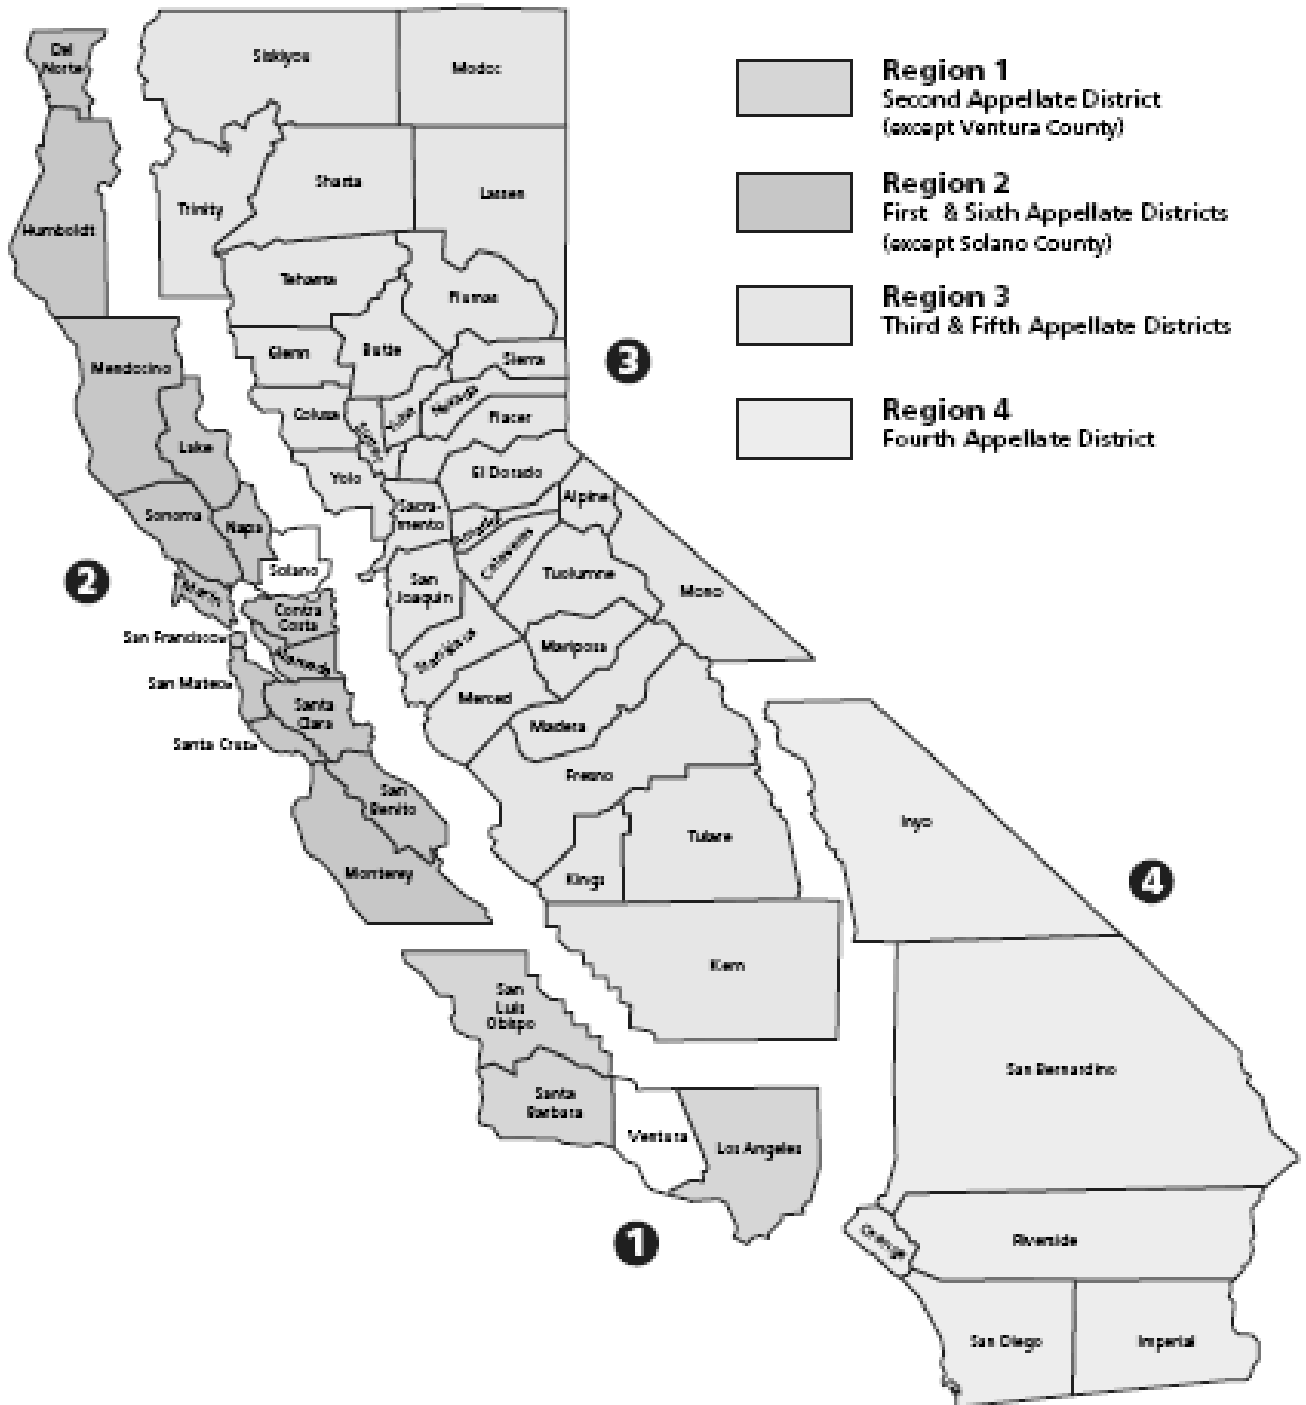 Del
Norte
Siskiyou
Modoc
Humboldt
Trinity
Shasta
Lassen
Tehama
Plumas
Mendocino
Glenn
Butte
Sierra
Lake
Colusa
Placer
Yolo
El Dorado
Sonoma
Napa
Sacra-
mento
Alpine
Solano
Marin
San
Joaquin
Tuolumne
Mono
Contra
Costa
San Francisco
Alameda
Stanislaus
Mariposa
San Mateo
Santa
Clara
Merced
Madera
Santa Cruz
Fresno
San
Benito
Monterey
Kings
Tulare
Inyo
Kern
San
Luis
Obispo
Santa
Barbara
Ventura
Los Angeles
San Bernardino
Orange
Riverside
San Diego
Imperial
1
2
3
4
Region 1
Second Appellate District
(except Ventura County)
Region 2
First & Sixth Appellate Districts
(except Solano County)
Region 3
Third & Fifth Appellate Districts
Region 4
Fourth Appellate District